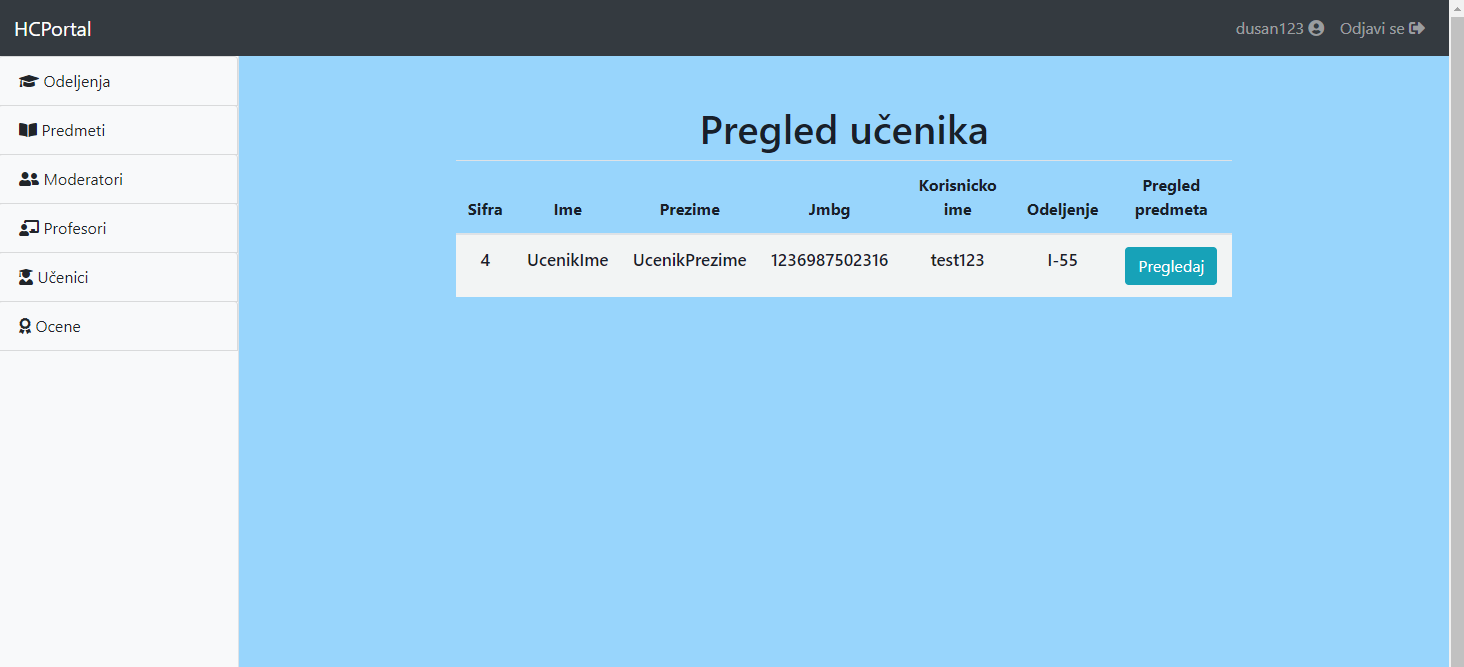 HCPortal
dusan123
Odjavi se
Odeljenja
Predmeti
Moderatori
Profesori
Učenici
Ocene
Pregled učenika
Sifra Ime Prezime Jmbg Korisnicko ime Odeljenje Pregled predmeta
4 UcenikIme UcenikPrezime 1236987502316 test123 I-55 Pregledaj